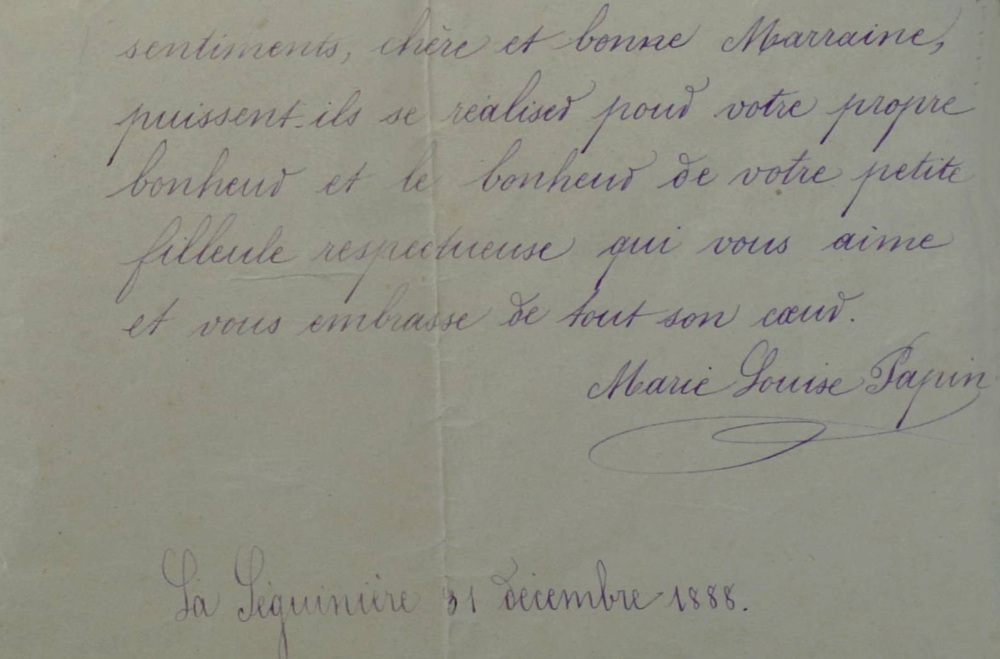 sentiments, chère et bonne Marraine,
puissent-ils se réaliser pour votre propre
bonheur et le bonheur de votre petite
filleule respectueuse qui vous aime
et vous embrasse de tout son cœur.
Marie Louise Papin
La Séguinière 31 décembre 1888.